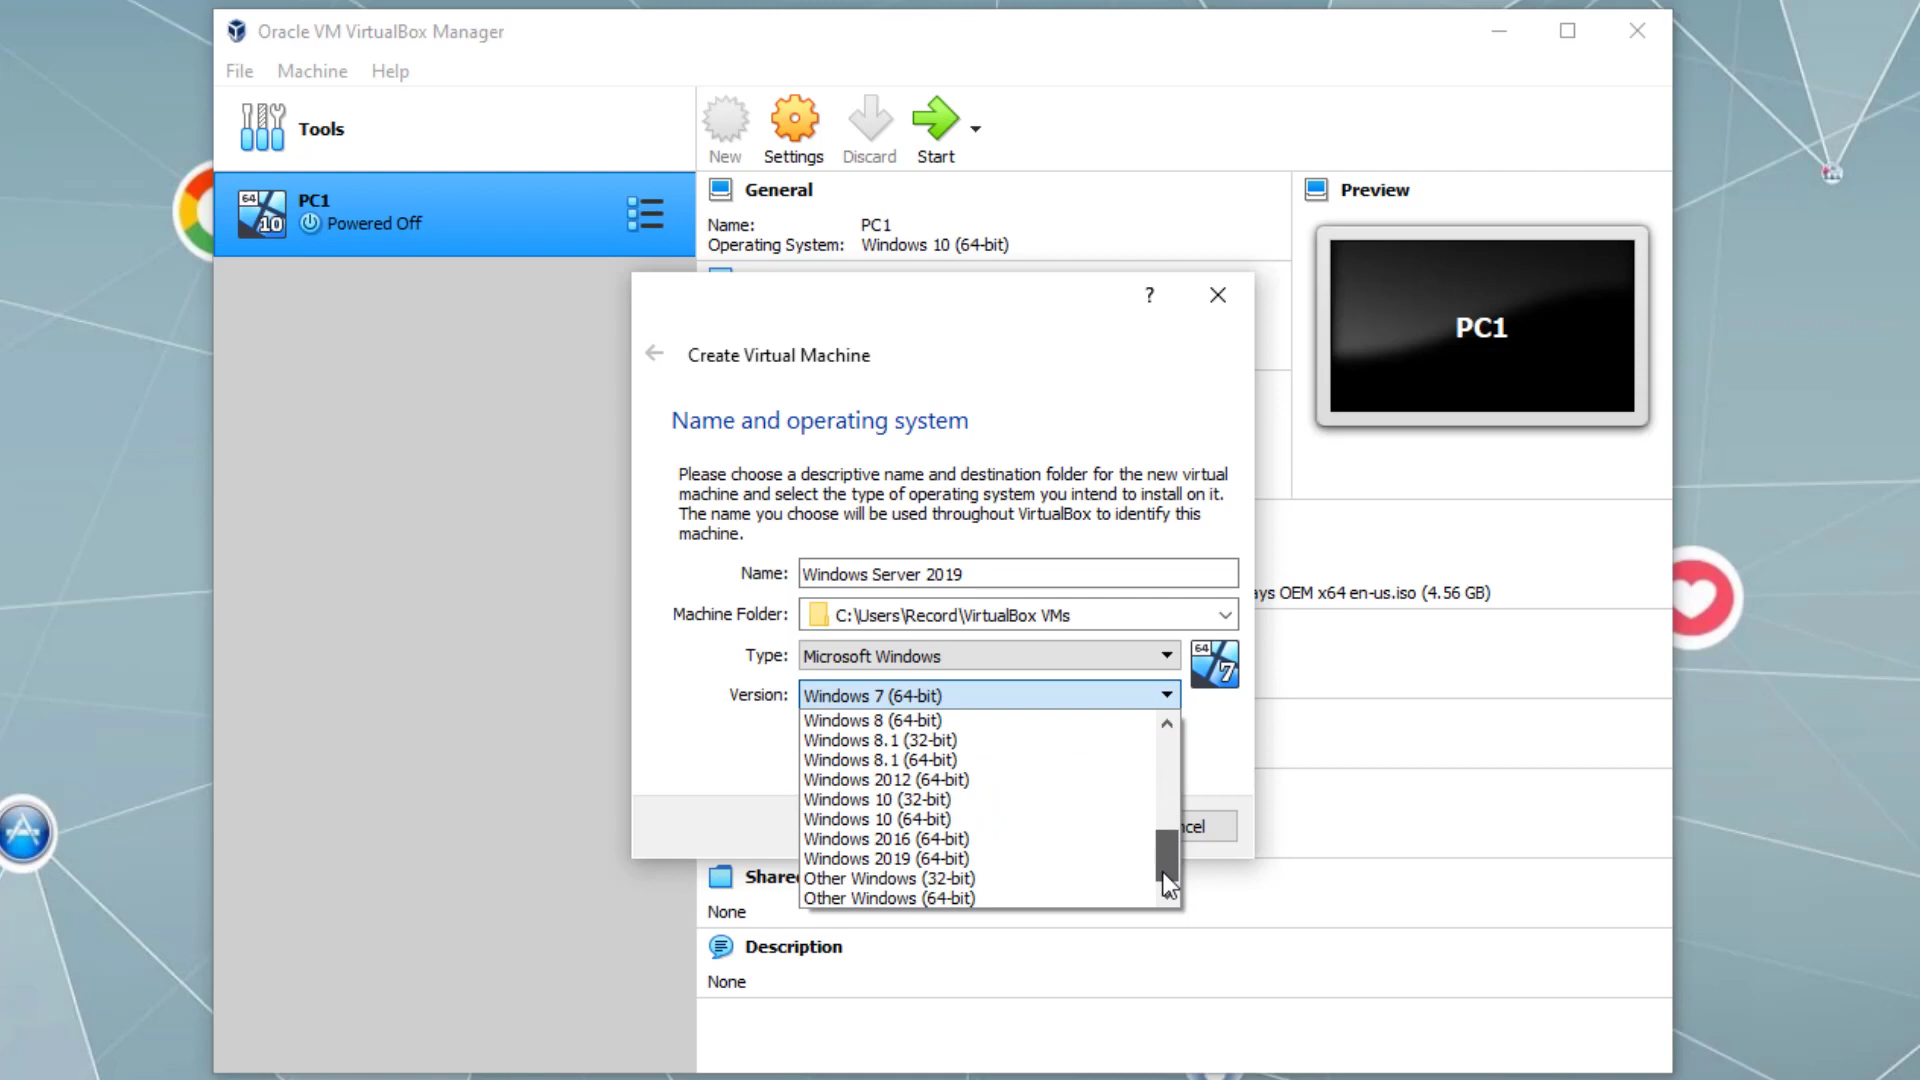 Oracle VM VirtualBox Manager
File Machine Help
Tools
New Settings Discard Start
64
10
PC1
Powered Off
General
Name: PC1
Operating System: Windows 10 (64-bit)
Preview
PC1
?
Create Virtual Machine
Name and operating system
Please choose a descriptive name and destination folder for the new virtual
machine and select the type of operating system you intend to install on it.
The name you choose will be used throughout VirtualBox to identify this
machine.
Name: Windows Server 2019
Machine Folder: C:\Users\Record\VirtualBox VMs
Type: Microsoft Windows
64
7
Version: Windows 7 (64-bit)
Windows 8 (64-bit)
Windows 8.1 (32-bit)
Windows 8.1 (64-bit)
Windows 2012 (64-bit)
Windows 10 (32-bit)
Windows 10 (64-bit)
Windows 2016 (64-bit)
Windows 2019 (64-bit)
Other Windows (32-bit)
Other Windows (64-bit)
ncel
ays OEM x64 en-us.iso (4.56 GB)
Share
None
Description
None